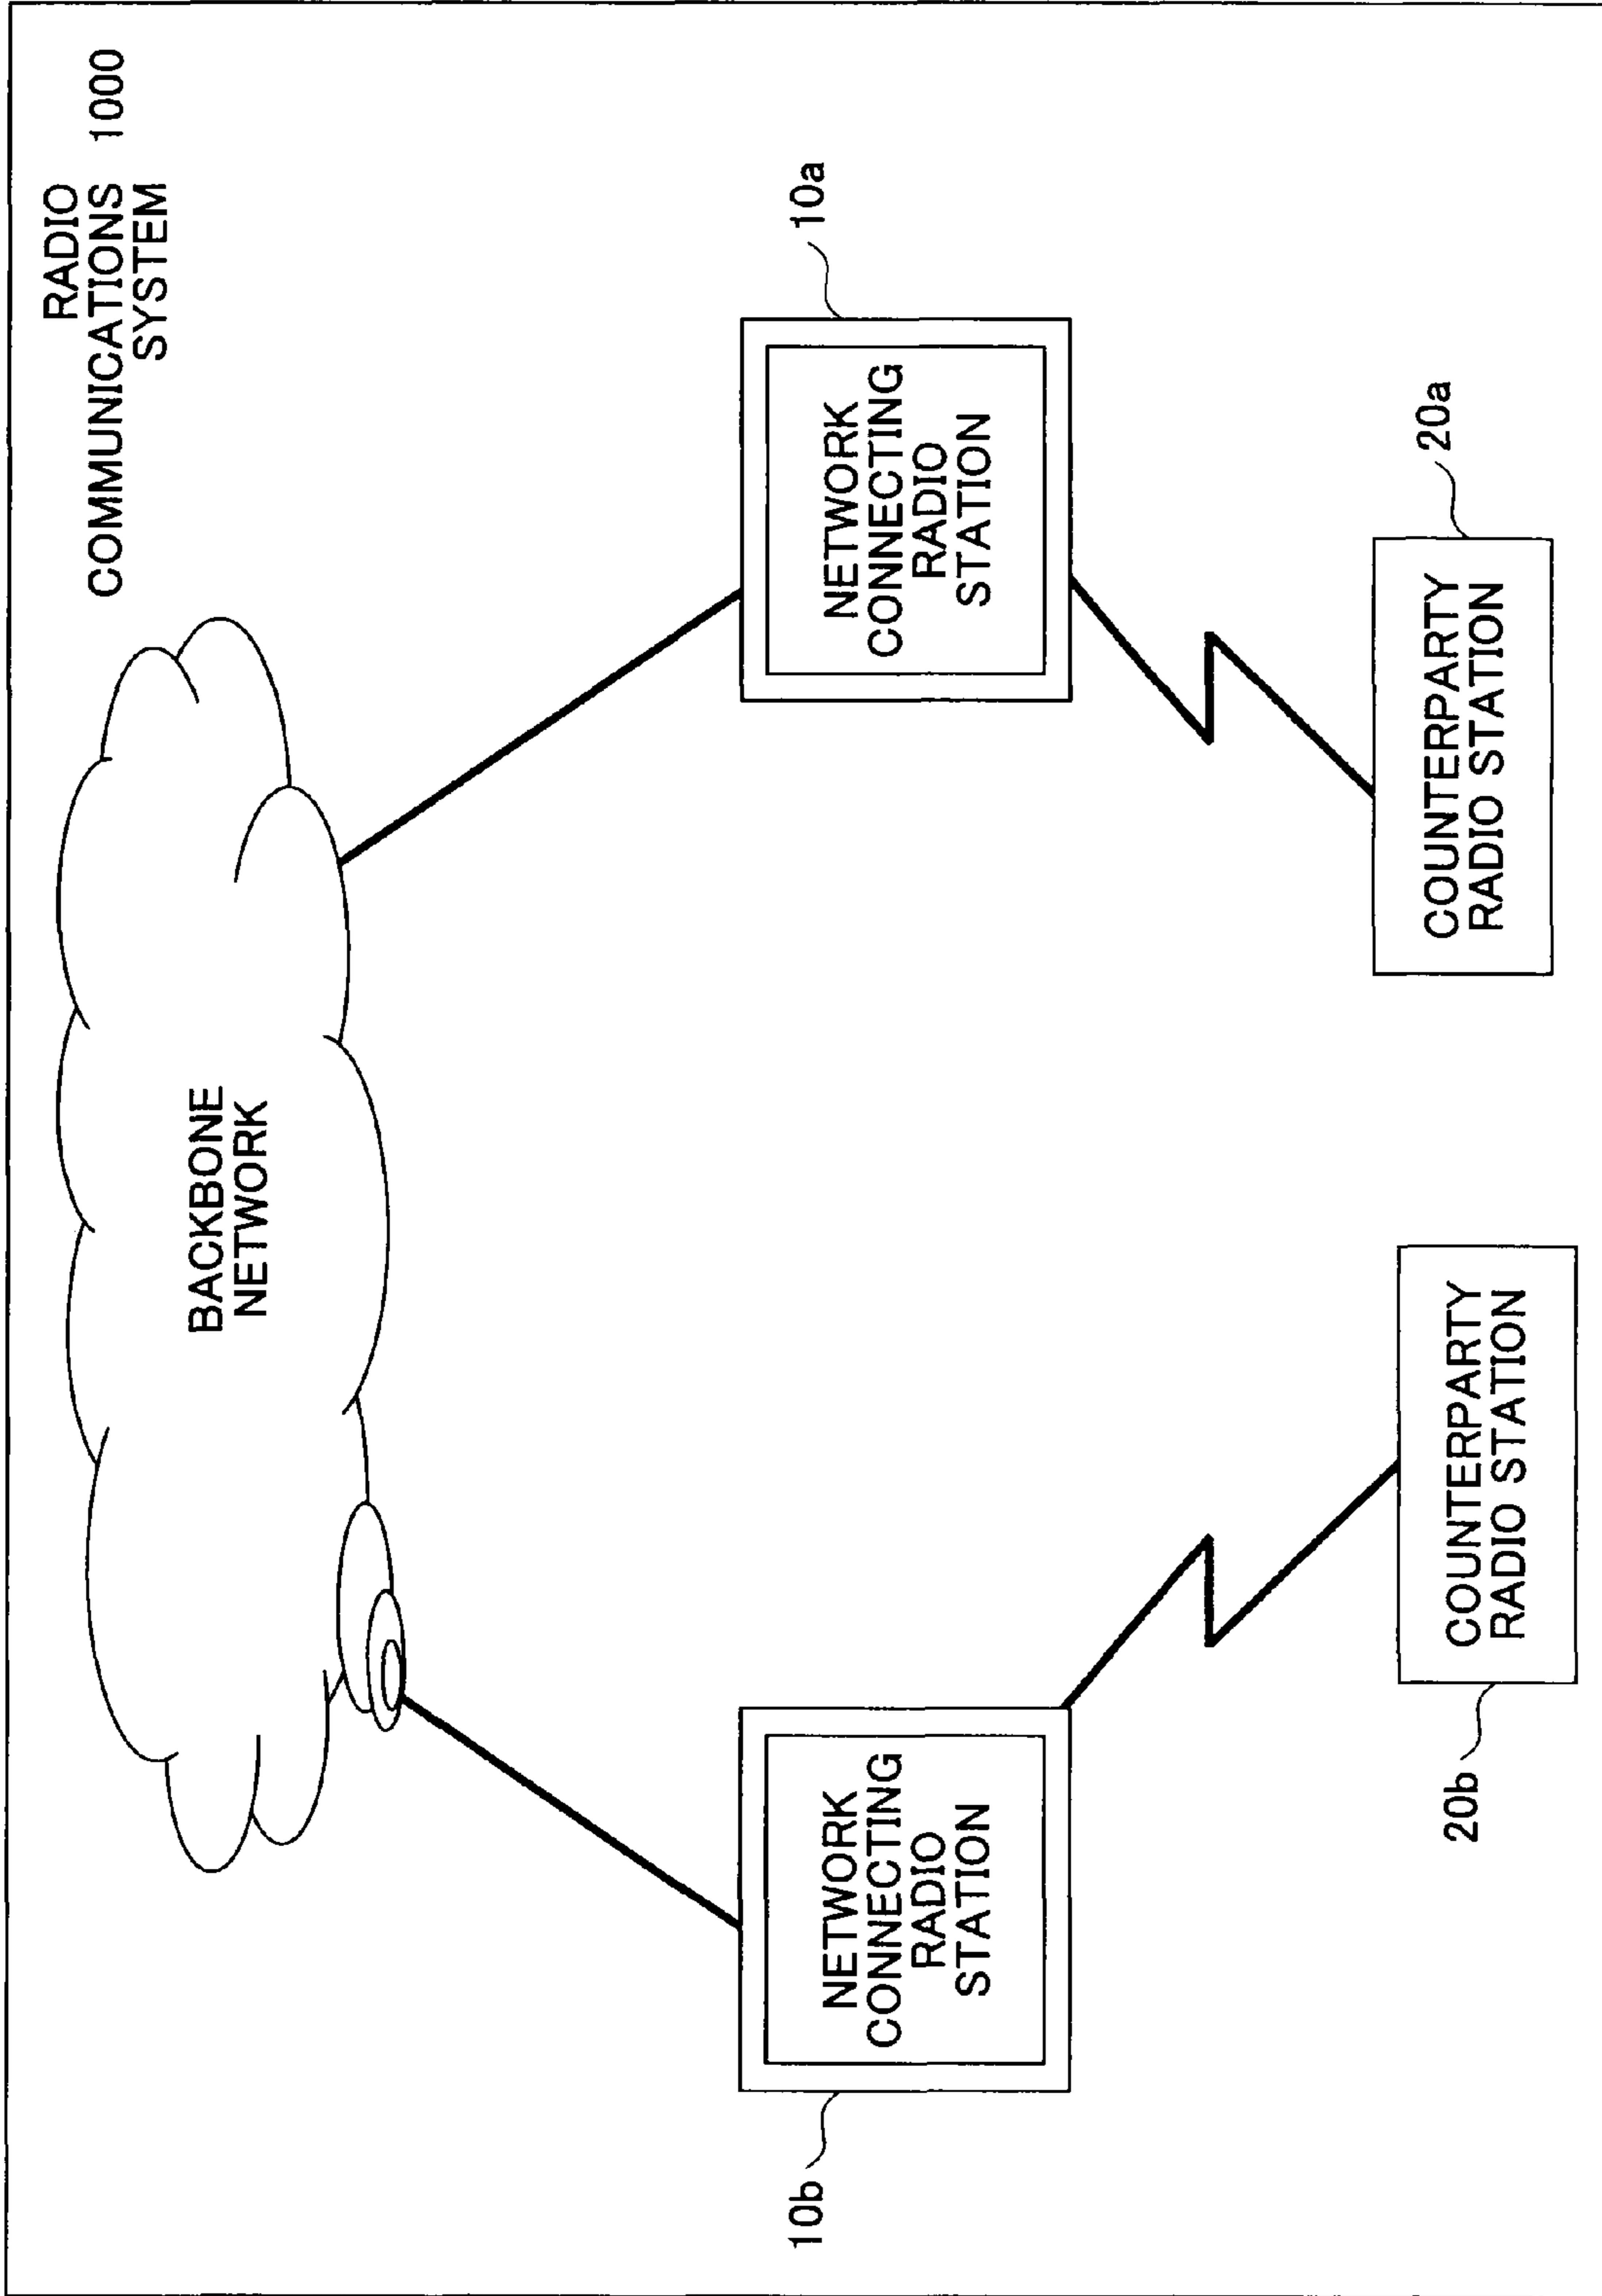 RADIO
COMMUNICATIONS 1000
SYSTEM
BACKBONE
NETWORK
10b
NETWORK
CONNECTING
RADIO
STATION
NETWORK
CONNECTING
RADIO
STATION
10a
20b
COUNTERPARTY
RADIO STATION
COUNTERPARTY
RADIO STATION
20a